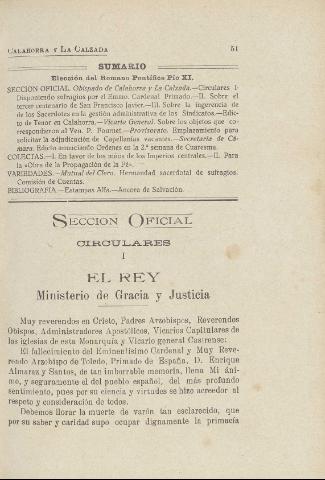 CALAHORRA Y LA CALZADA 51
SUMARIO
Elección del Romano Pontífice Pío XI.
SECCION OFICIAL. Obispado de Calahorra y La Calzada.—Circulares I·
Disponiendo sufragios por el Emmo. Cardenal Primado.—II. Sobre el
tercer centenario de San Francisco Javier.—III. Sobre la ingerencia de
de los Sacerdotes en la gestión administrativa de los Sindicatos.—Edic-
to de Tenor en Calahorra.—Vicario General. Sobre los objetos que co-
rrespondieron al Ven. P. Pournet.—Provisorato. Emplazamiento para
solicitar la adjudicación de Capellanías vacantes.—Secretaría de Cá-
mara. Edicto anunciando Ordenes en la 2.ª semana de Cuaresma.
COLECTAS.—I. En favor de los niños de los Imperios centrales.—II. Para
la «Obra de la Propagación de la Fe».
VARIEDADES.—Mutual del Clero. Hermandad sacerdotal de sufragios.
Comisión de Cuentas.
BIBLIOGRAFIA.—Estampas Alfa.—Ancora de Salvación.
SECCION OFICIAL
CIRCULARES
I
EL REY
Ministerio de Gracia y Justicia
Muy reverendos en Cristo, Padres Arzobispos, Reverendos
Obispos, Administradores Apostólicos, Vicarios Capitulares de
las iglesias de esta Monarquía y Vicario general Castrense:
El fallecimiento del Eminentísimo Cardenal y Muy Reve-
rendo Arzobispo de Toledo, Primado de España, D. Enrique
Almaraz y Santos, de tan imborrable memoria, llena Mi áni-
mo, y seguramente el del pueblo español, del más profundo
sentimiento, pues por su ciencia y virtudes se hizo acreedor al
respeto y consideración de todos.
Debemos llorar la muerte de varón tan esclarecido, que
por su saber y caridad supo ocupar dignamente la primacía